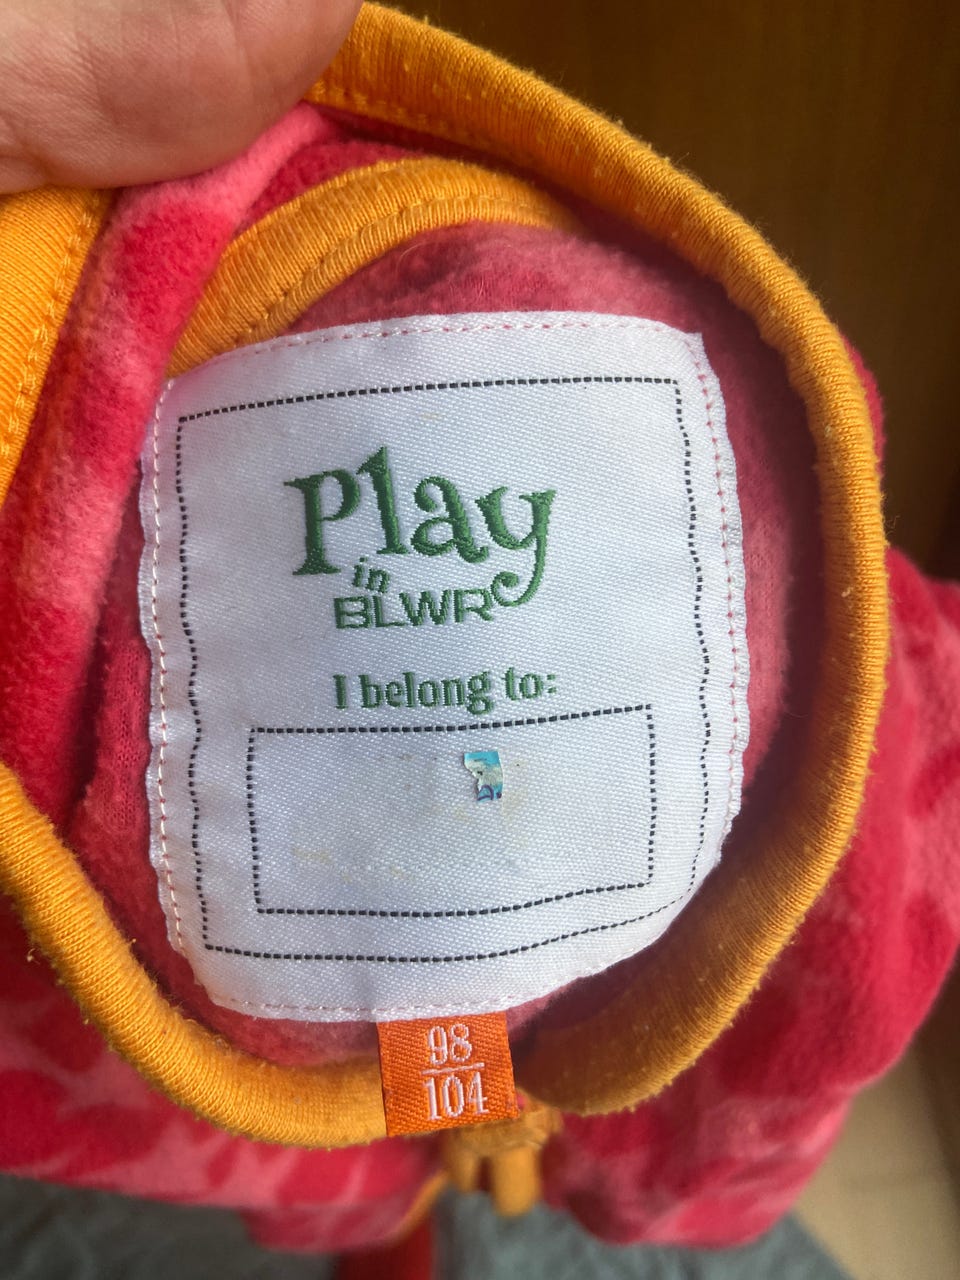 Play
in
BLWR
I belong to:
98
104